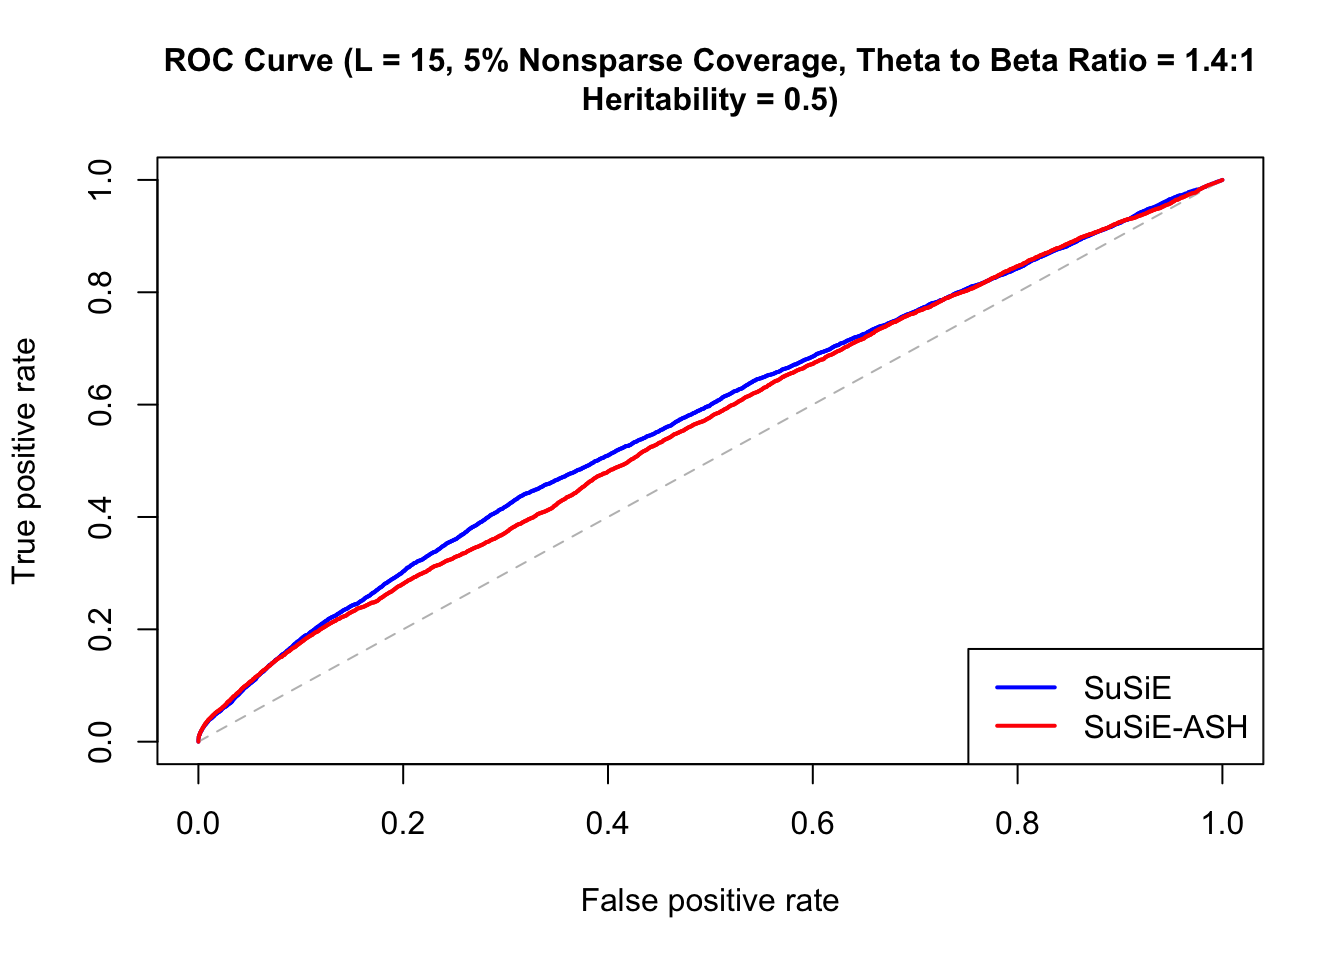 ROC Curve (L = 15, 5% Nonsparse Coverage, Theta to Beta Ratio = 1.4:1
Heritability = 0.5)
True positive rate
1.0
0.8
0.6
0.4
0.2
0.0
SuSiE
SuSiE-ASH
0.0 0.2 0.4 0.6 0.8 1.0
False positive rate